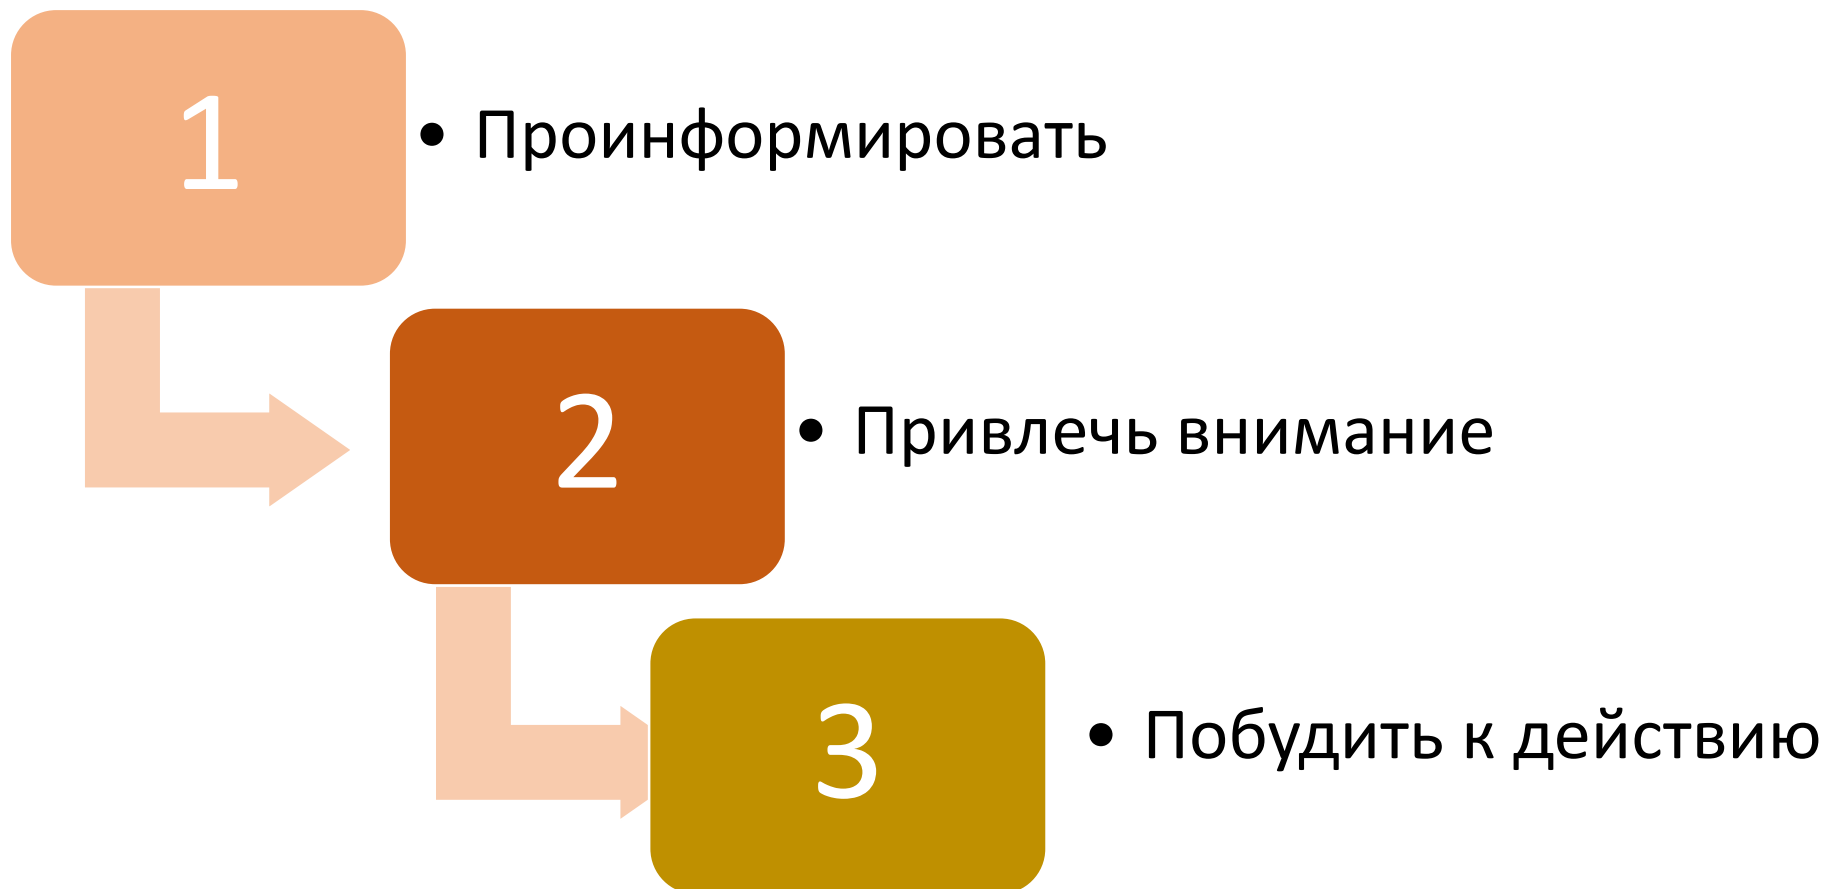 1
• Проинформировать
2
• Привлечь внимание
3
• Побудить к действию